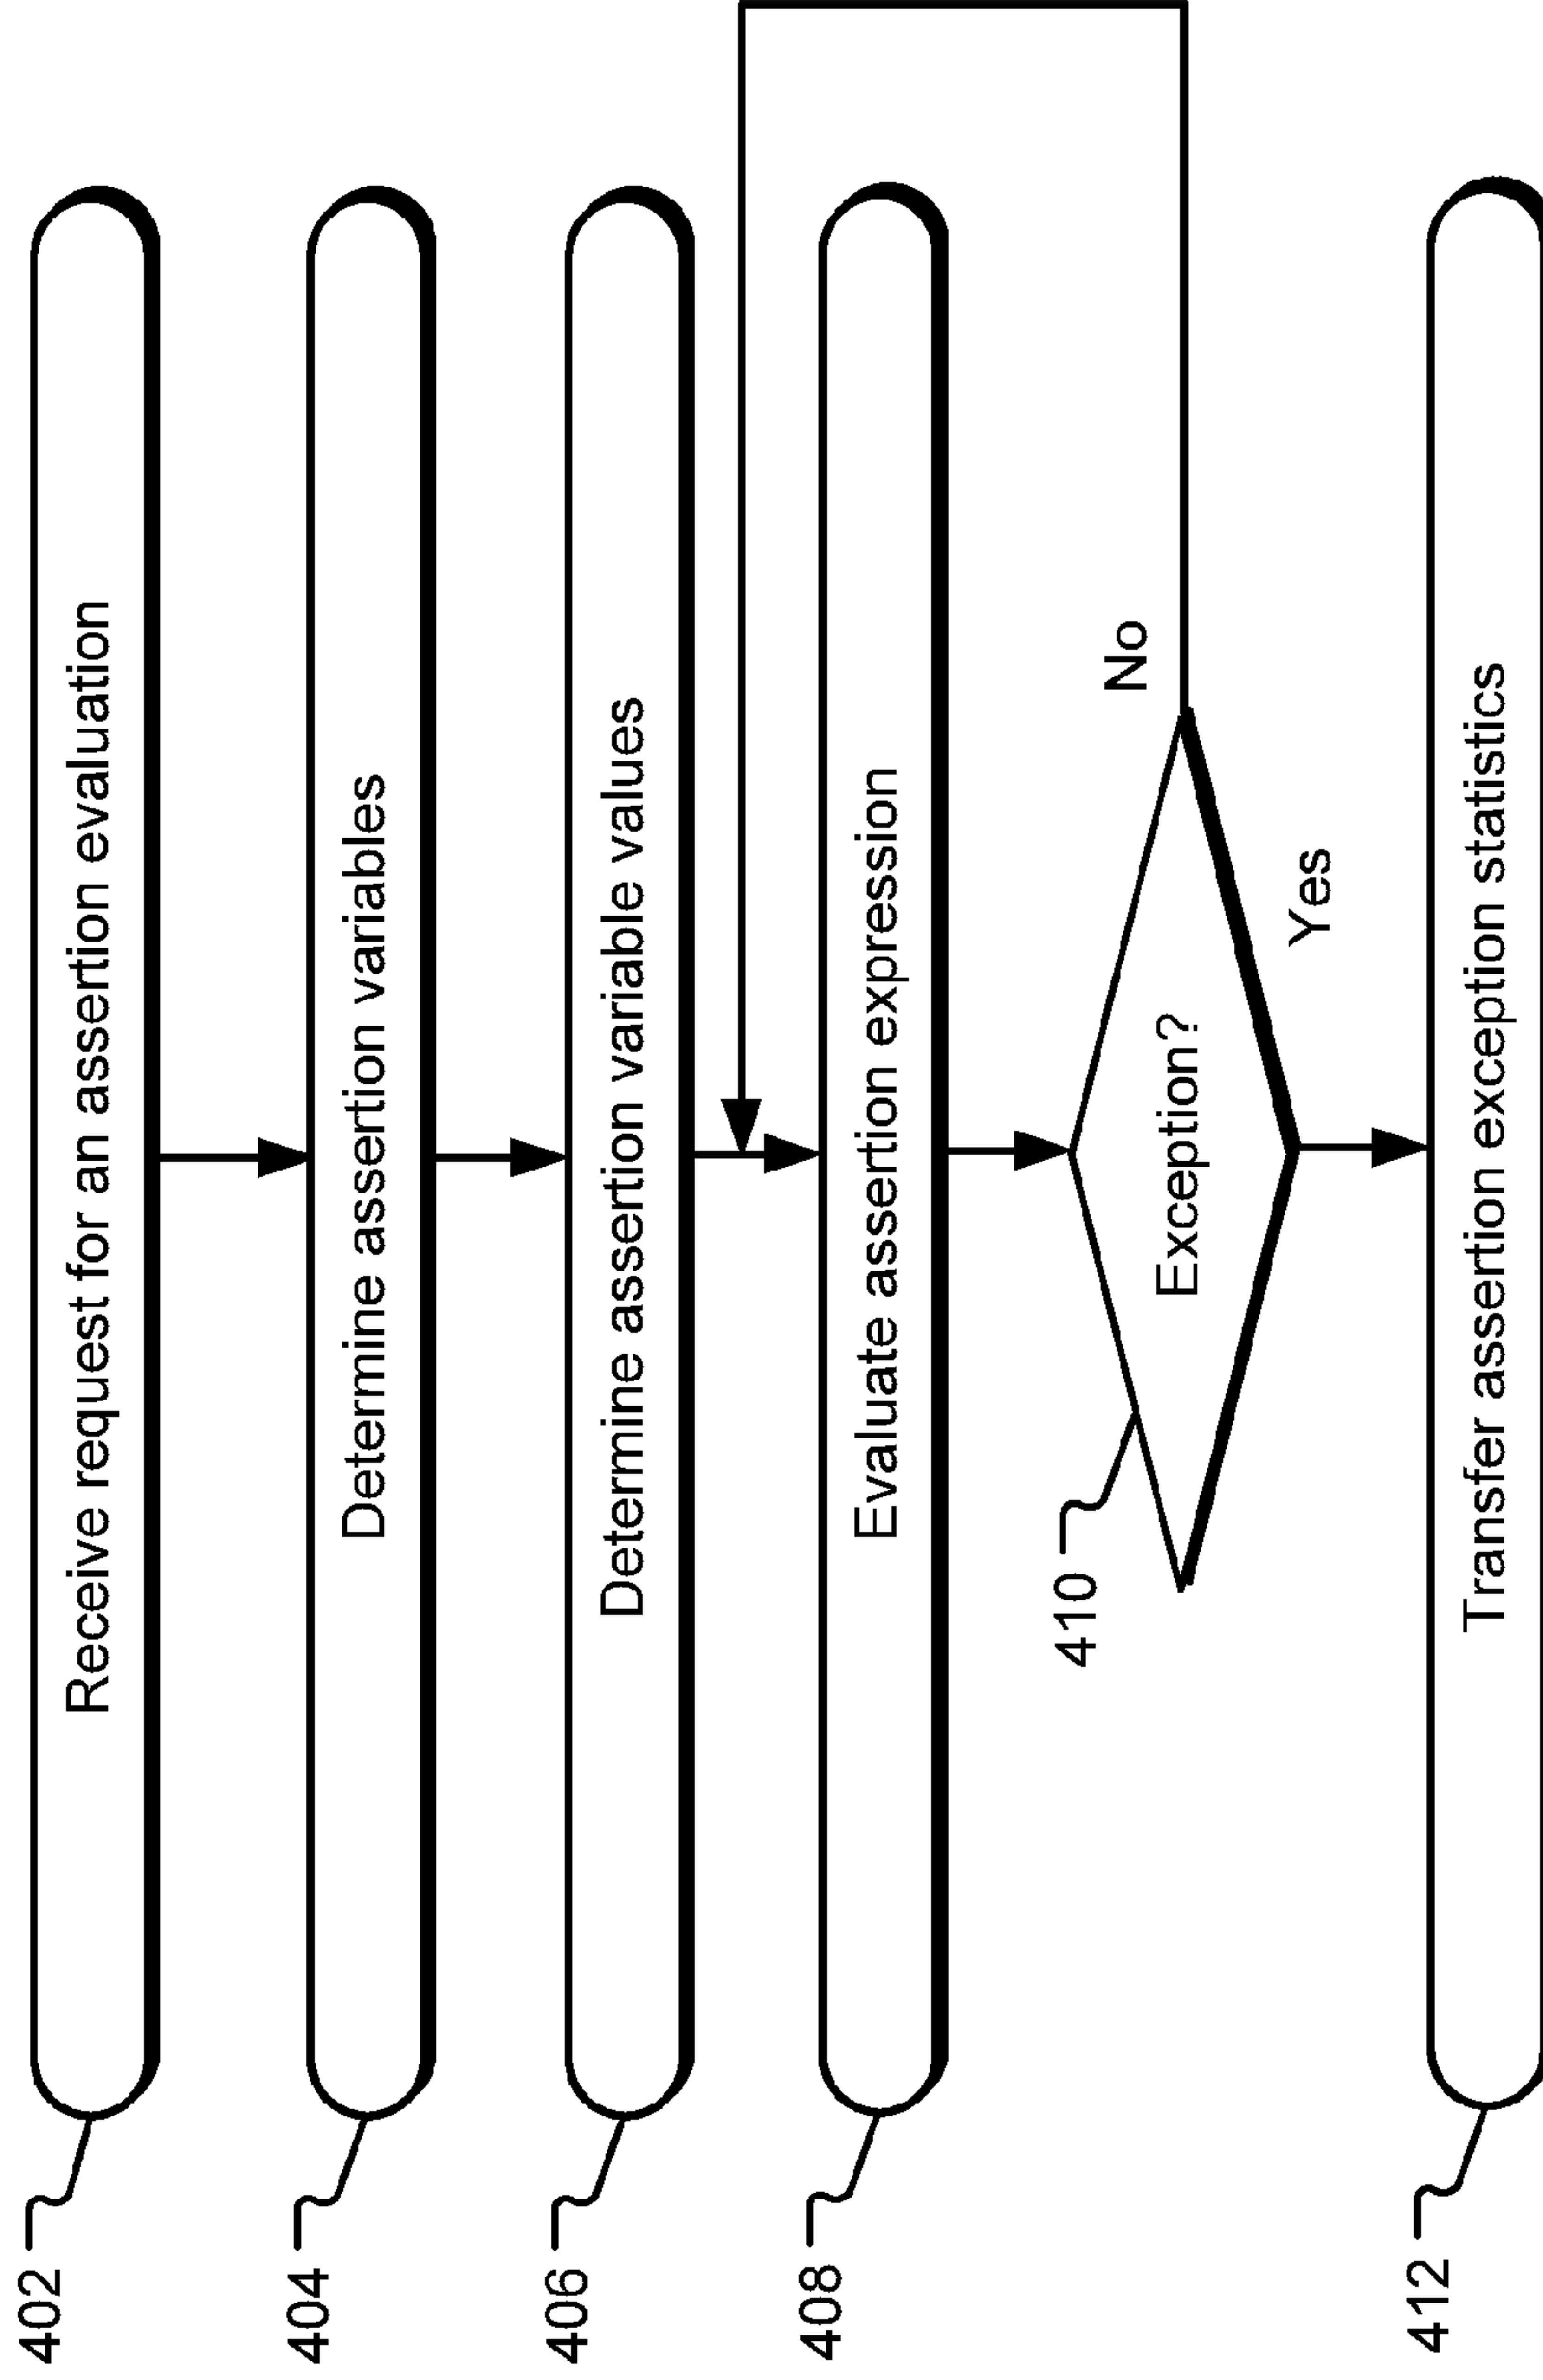 402
Receive request for an assertion evaluation
404
Determine assertion variables
406
Determine assertion variable values
408
Evaluate assertion expression
410
Exception?
No
Yes
412
Transfer assertion exception statistics